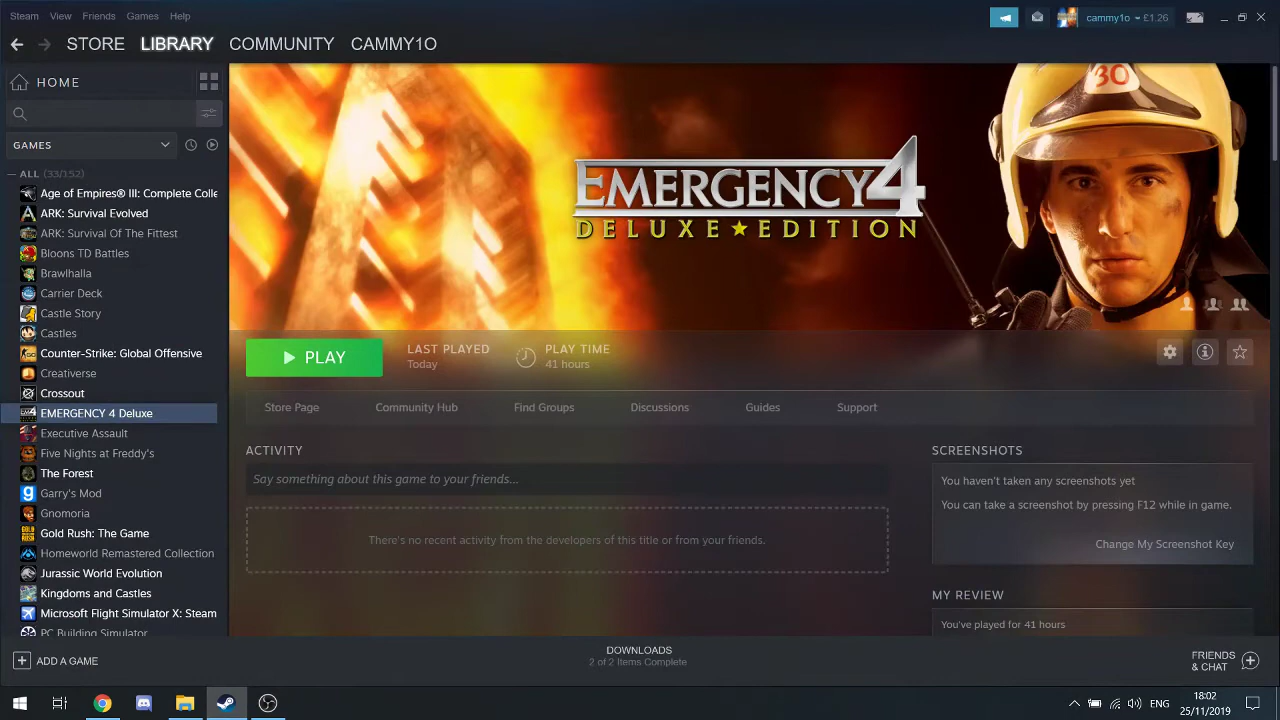 Steam View Friends Games Help
cammy1o £1.26
STORE LIBRARY COMMUNITY CAMMY1O
HOME
GAMES
ALL (33/152)
Age of Empires® III: Complete Colle
ARK: Survival Evolved
ARK:Survival Of The Fittest
Bloons TD Battles
Brawlhalla
Carrier Deck
Castle Story
Castles
Counter-Strike: Global Offensive
Creativerse
Crossout
EMERGENCY 4 Deluxe
Executive Assault
Five Nights at Freddy's
The Forest
Garry's Mod
Gnomoria
Gold Rush: The Game
Homeworld Remastered Collection
Jurassic World Evolution
Kingdoms and Castles
Microsoft Flight Simulator X: Steam
PC Building Simulator
30
EMERGENCY 4
DELUXE EDITION
PLAY
LAST PLAYED
Today
PLAY TIME
41 hours
Store Page Community Hub Find Groups Discussions Guides Support
ACTIVITY
Say something about this game to your friends...
There's no recent activity from the developers of this title or from your friends.
SCREENSHOTS
You haven't taken any screenshots yet
You can take a screenshot by pressing F12 while in game.
Change My Screenshot Key
MY REVIEW
You've played for 41 hours
ADD A GAME
DOWNLOADS
2 of 2 Items Complete
FRIENDS
& CHAT
ENG
18:02
25/11/2019